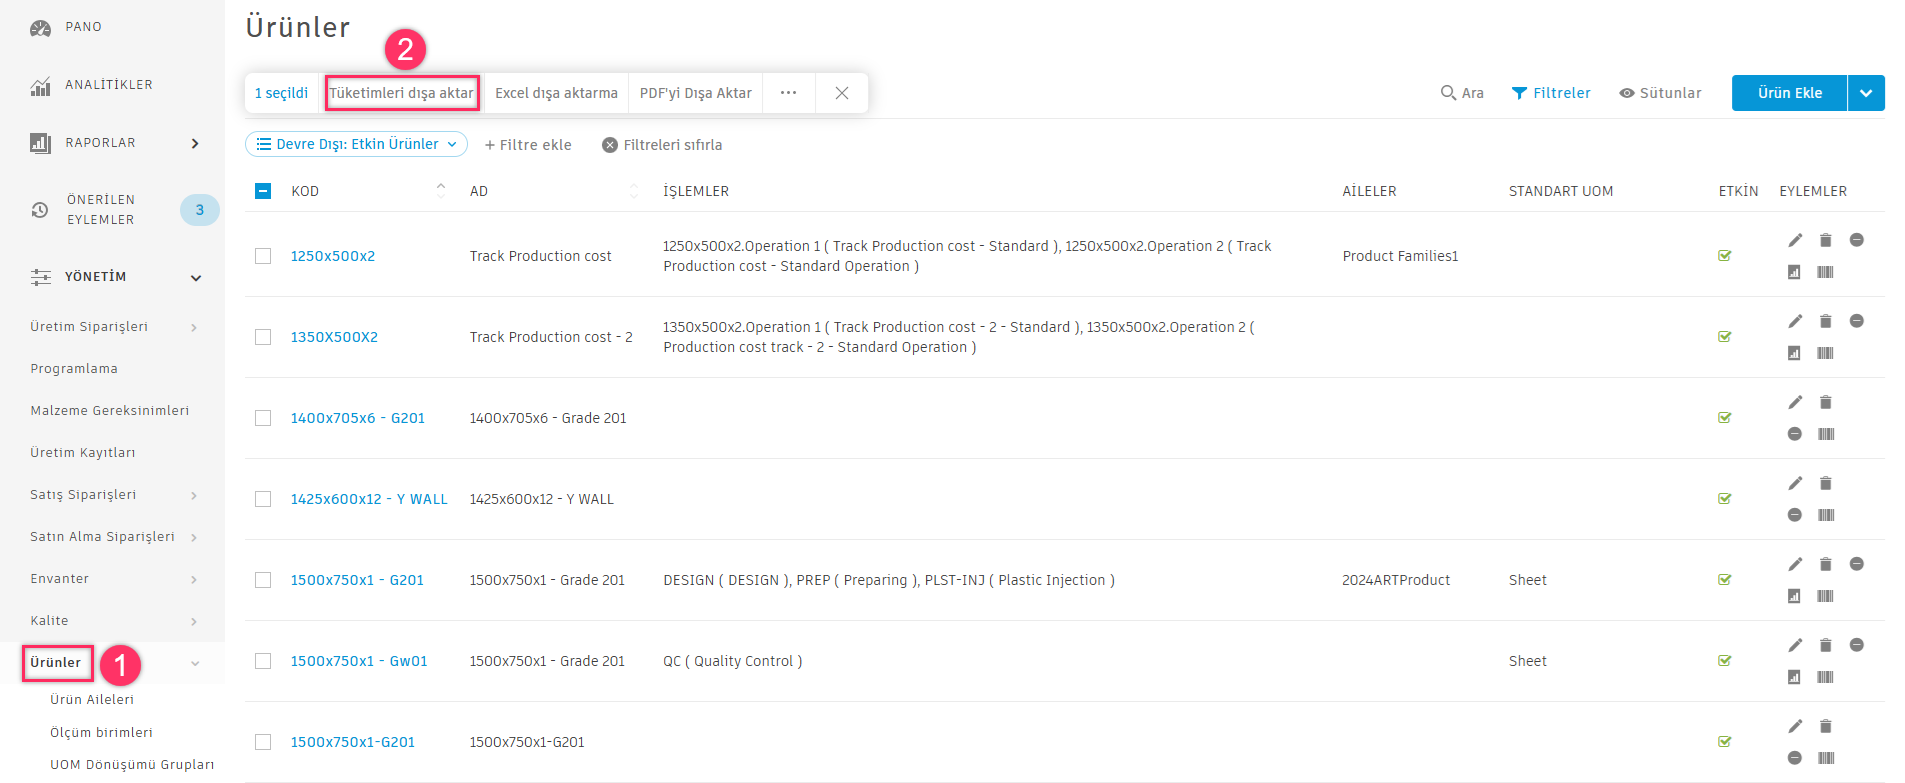 PANO
ANALİTİKLER
RAPORLAR
ÖNERİLEN
EYLEMLER
3
YÖNETİM
Üretim Siparişleri
Programlama
Malzeme Gereksinimleri
Üretim Kayıtları
Satış Siparişleri
Satın Alma Siparişleri
Envanter
Kalite
Ürünler
1
Ürün Aileleri
Ölçüm birimleri
UOM Dönüşümü Grupları
Ürünler
2
1 seçildi Tüketimleri dışa aktar Excel dışa aktarma PDF'yi Dışa Aktar ...
Ara Filtreler Sütunlar Ürün Ekle
Devre Dışı: Etkin Ürünler + Filtre ekle Filtreleri sıfırla
KOD AD İŞLEMLER AİLELER STANDART UOM ETKİN EYLEMLER
1250x500x2 Track Production cost 1250x500x2.Operation 1 ( Track Production cost - Standard ), 1250x500x2.Operation 2 ( Track
Production cost - Standard Operation ) Product Families1
1350X500X2 Track Production cost - 2 1350x500x2.Operation 1 ( Track Production cost - 2 - Standard ), 1350x500x2.Operation 2 (
Production cost track - 2 - Standard Operation )
1400x705x6 - G201 1400x705x6 - Grade 201
1425x600x12 - Y WALL 1425x600x12 - Y WALL
1500x750x1 - G201 1500x750x1 - Grade 201 DESIGN ( DESIGN ), PREP ( Preparing ), PLST-INJ ( Plastic Injection ) 2024ARTProduct Sheet
1500x750x1 - Gw01 1500x750x1 - Grade 201 QC ( Quality Control ) Sheet
1500x750x1-G201 1500x750x1-G201